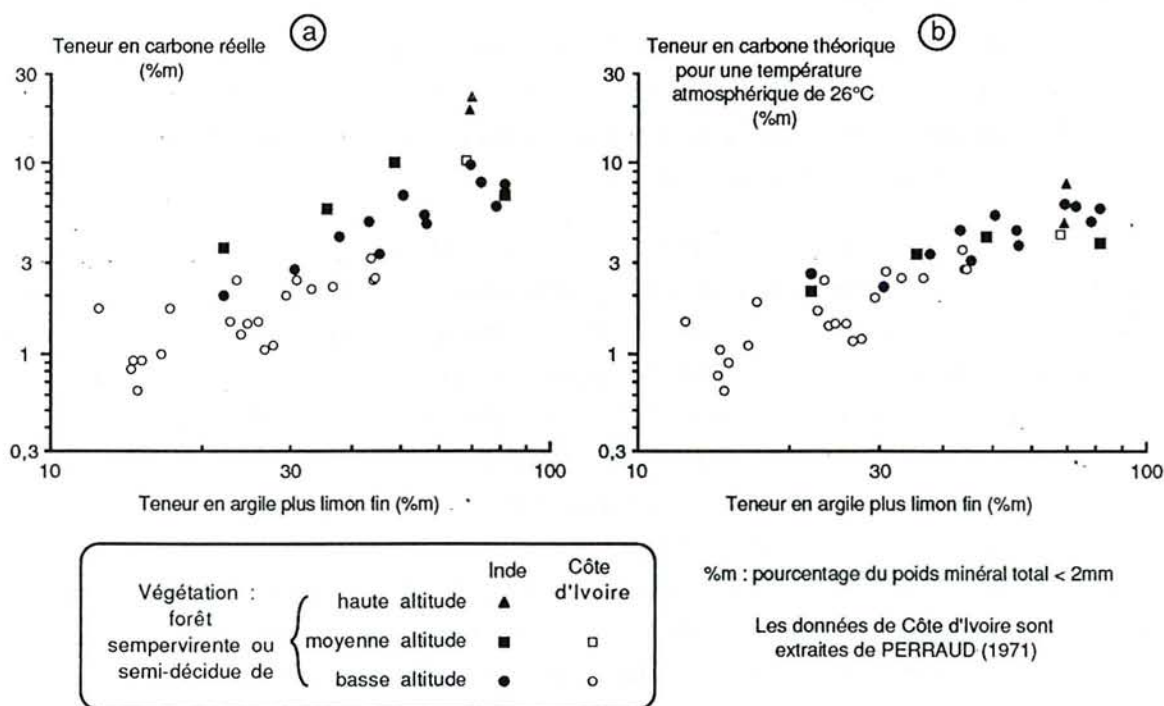 a
Teneur en carbone réelle
(%m)
30
10
3
1
0,3
10
30
100
Teneur en argile plus limon fin (%m)
b
Teneur en carbone théorique
pour une température
atmosphérique de 26°C
(%m)
30
10
3
1
0,3
10
30
100
Teneur en argile plus limon fin (%m)
Végétation :
forêt
sempervirente ou
semi-décidue de
Inde
Côte
d'Ivoire
haute altitude
moyenne altitude
basse altitude
%m : pourcentage du poids minéral total < 2mm
Les données de Côte d'Ivoire sont
extraites de PERRAUD (1971)